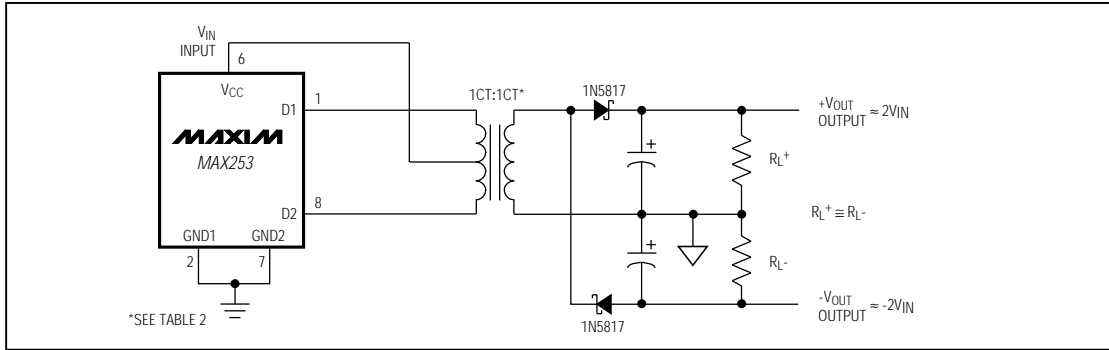 VIN
INPUT
6
VCC
1
D1
MAXIM
MAX253
8
D2
GND1
GND2
2
7
*SEE TABLE 2
1CT:1CT*
1N5817
+VOUT
OUTPUT ≈ 2VIN
RL+
RL+ ≅ RL-
RL-
1N5817
-VOUT
OUTPUT ≈ -2VIN
+
+